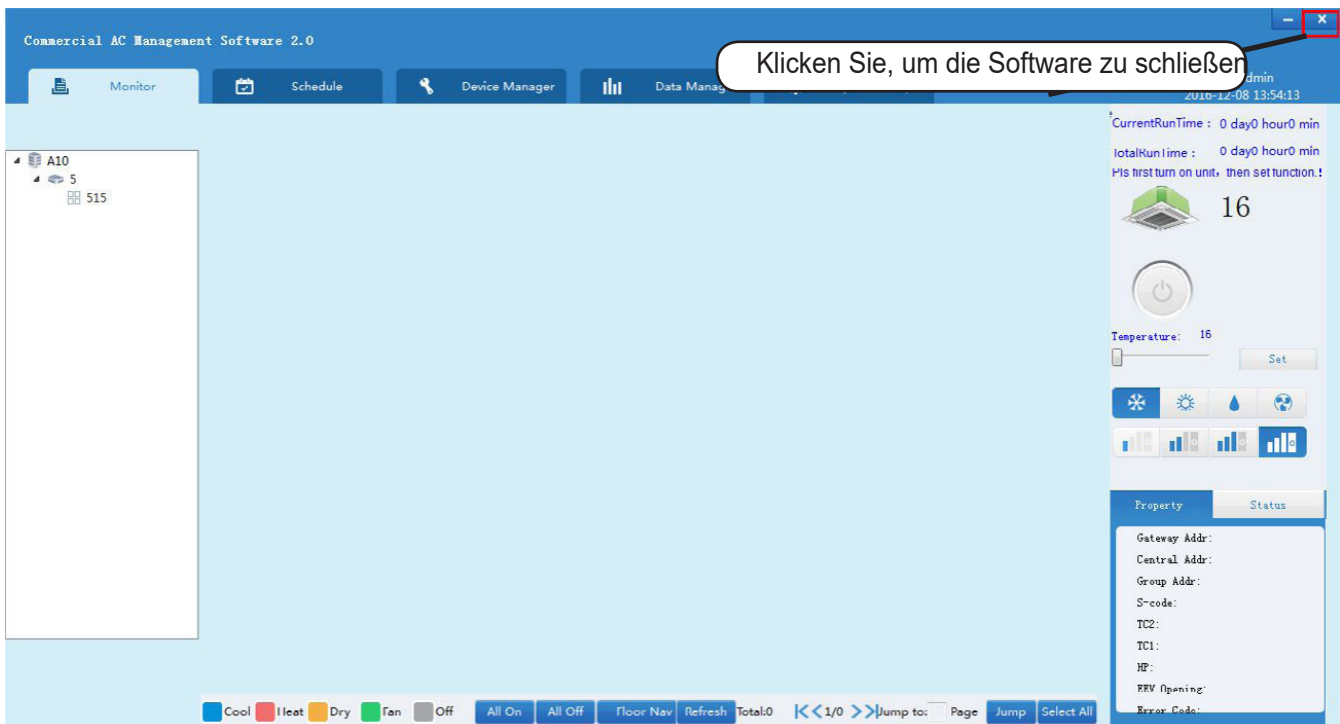 Commercial AC Management Software 2.0
– x
Klicken Sie, um die Software zu schließen
Monitor Schedule Device Manager Data Manag
2016-12-08 13:54:13
CurrentRunTime : 0 day0 hour0 min
TotalRunTime : 0 day0 hour0 min
Pls first turn on unit, then set function.!
A10
5
515
16
Temperature: 16
Set
Property Status
Gateway Addr:
Central Addr:
Group Addr:
S-code:
TC2:
TC1:
HP:
EEV Opening:
Error Code:
Cool Heat Dry Fan Off All On All Off Floor Nav Refresh Total:0 1/0 Jump to: Page Jump Select All